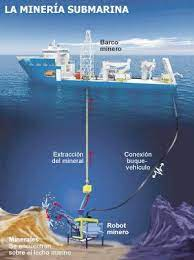 LA MINERÍA SUBMARINA
Barco
minero
Extracción
del mineral
Conexión
buque-
vehículo
Robot
minero
Minerales
Se encuentran
sobre el lecho marino